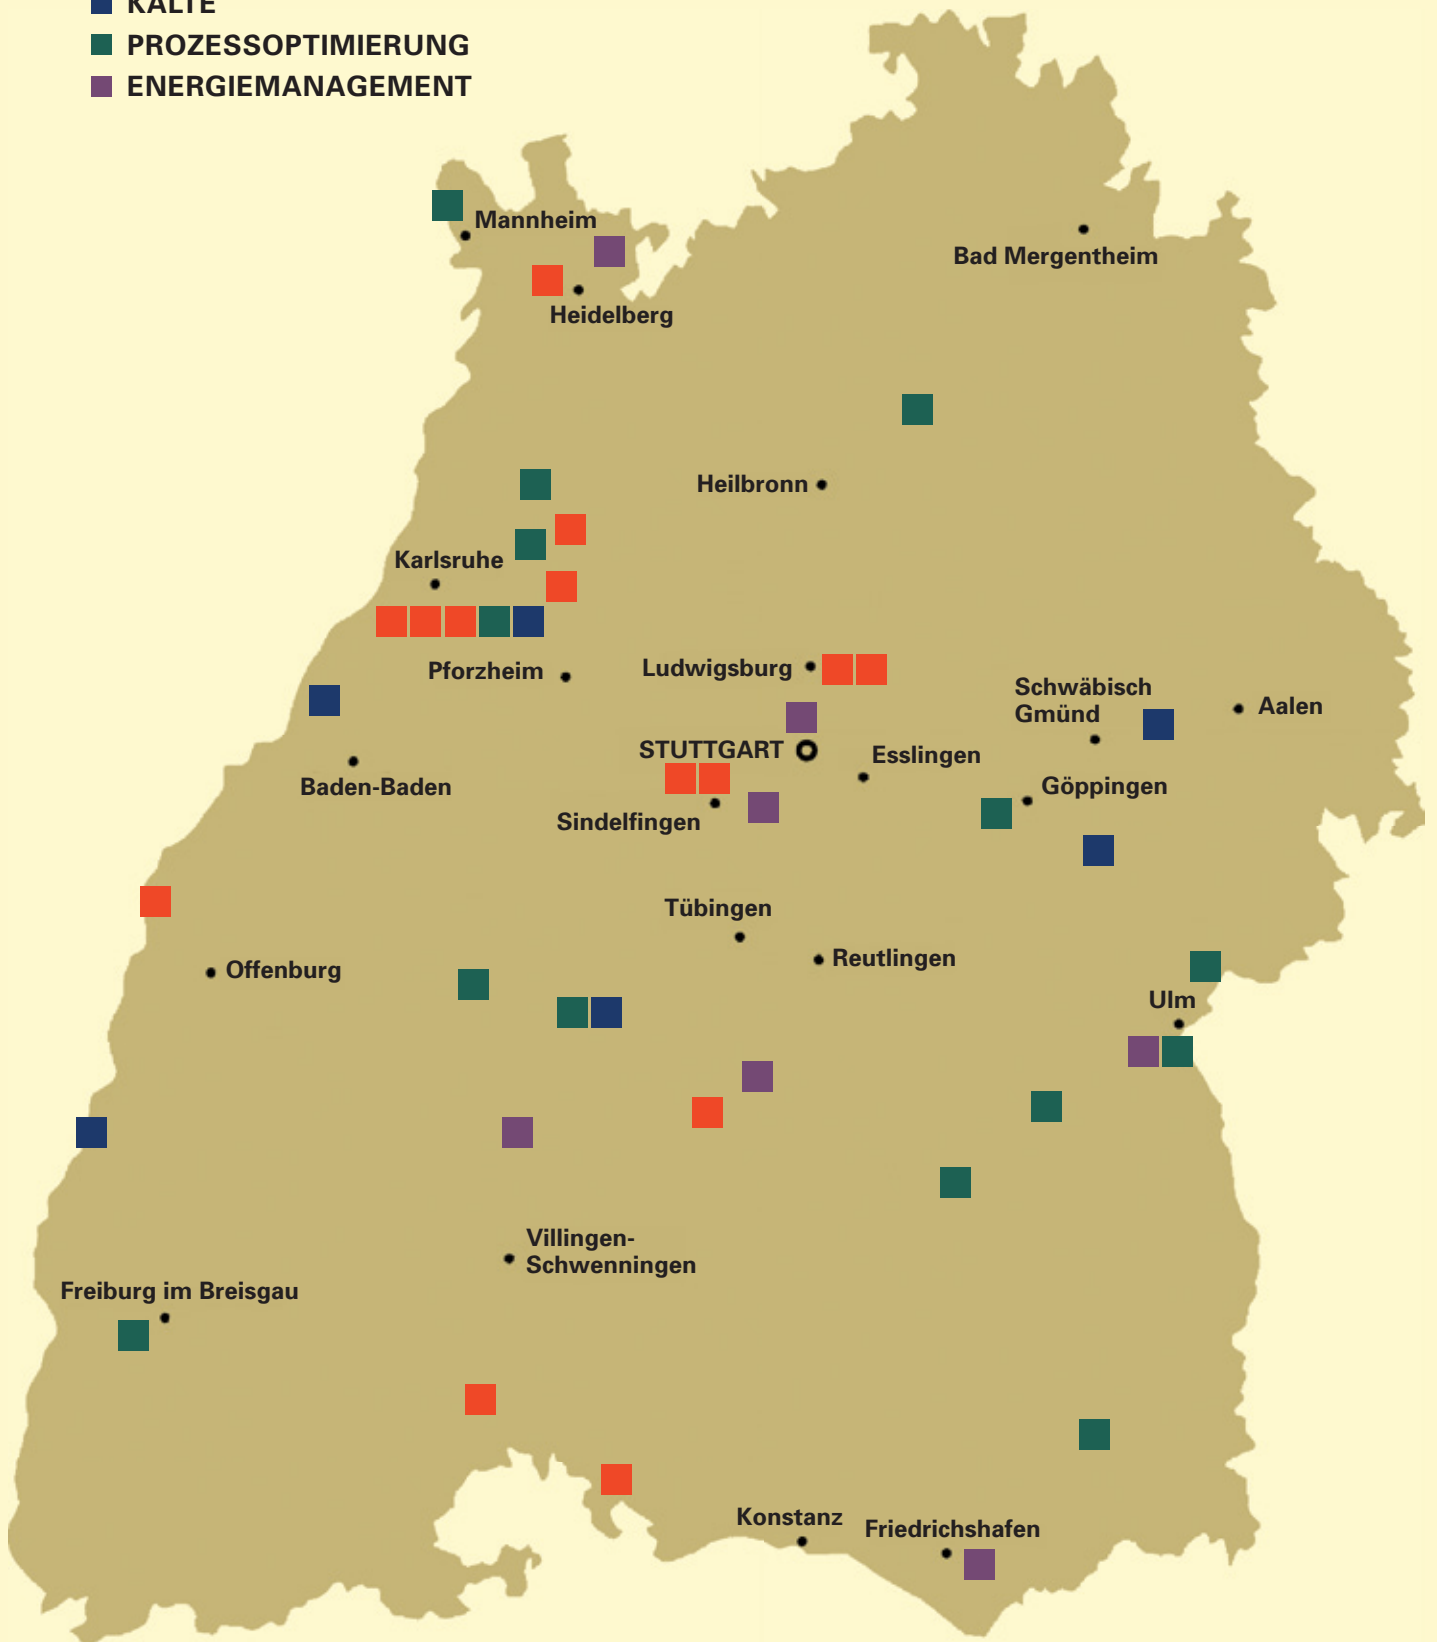 KÄLTE
PROZESSOPTIMIERUNG
ENERGIEMANAGEMENT
Mannheim
Bad Mergentheim
Heidelberg
Heilbronn
Karlsruhe
Pforzheim
Ludwigsburg
Schwäbisch
Gmünd
Aalen
STUTTGART
Esslingen
Baden-Baden
Göppingen
Sindelfingen
Tübingen
Reutlingen
Offenburg
Ulm
Villingen-
Schwenningen
Freiburg im Breisgau
Konstanz
Friedrichshafen